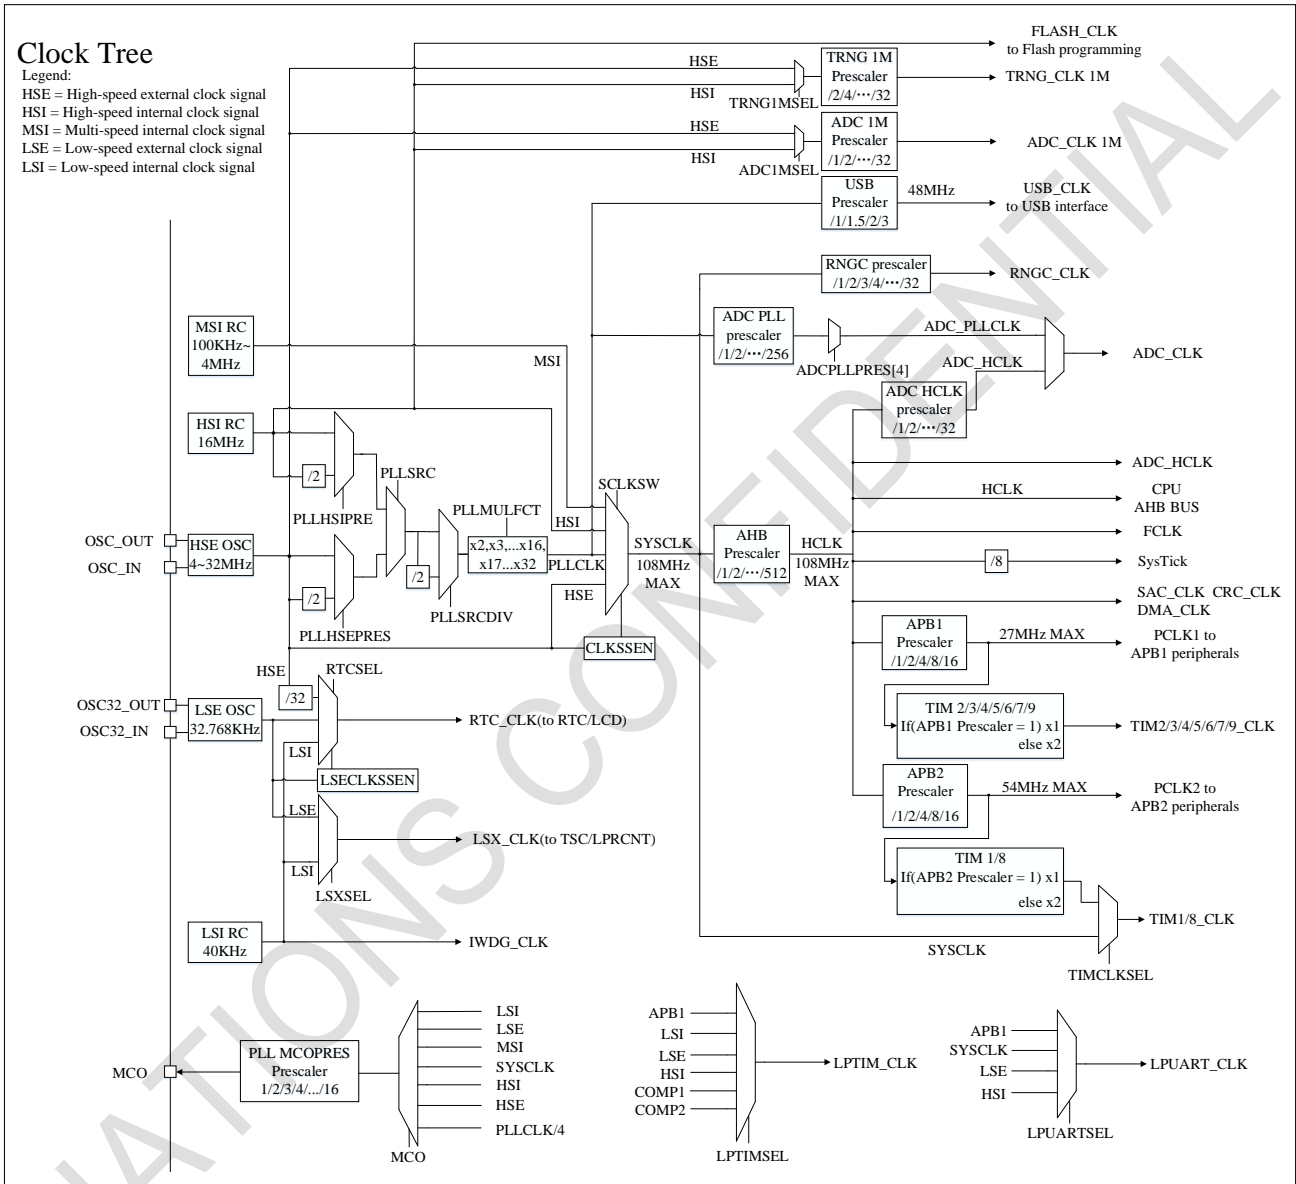 Clock Tree
Legend:
HSE = High-speed external clock signal
HSI = High-speed internal clock signal
MSI = Multi-speed internal clock signal
LSE = Low-speed external clock signal
LSI = Low-speed internal clock signal
FLASH_CLK
to Flash programming
HSE
HSI
TRNG1MSEL
TRNG 1M
Prescaler
/2/4/···/32
TRNG_CLK 1M
HSE
HSI
ADC1MSEL
ADC 1M
Prescaler
/1/2/···/32
ADC_CLK 1M
USB
Prescaler
/1/1.5/2/3
48MHz
USB_CLK
to USB interface
RNGC prescaler
/1/2/3/4/···/32
RNGC_CLK
MSI RC
100KHz~
4MHz
MSI
ADC PLL
prescaler
/1/2/···/256
ADCPLLPRES[4]
ADC_PLLCLK
ADC_HCLK
ADC_CLK
ADC HCLK
prescaler
/1/2/···/32
HSI RC
16MHz
/2
PLLHSIPRE
PLLSRC
PLLMULFCT
SCLKSW
HSI
ADC_HCLK
HCLK
CPU
AHB BUS
FCLK
OSC_OUT
OSC_IN
HSE OSC
4~32MHz
/2
PLLHSEPRES
/2
PLLSRCDIV
x2,x3,...x16,
x17...x32
PLLCLK
HSE
SYSCLK
108MHz
MAX
AHB
Prescaler
/1/2/···/512
HCLK
108MHz
MAX
/8
SysTick
SAC_CLK CRC_CLK
DMA_CLK
CLKSSEN
APB1
Prescaler
/1/2/4/8/16
27MHz MAX
PCLK1 to
APB1 peripherals
HSE
/32
RTCSEL
OSC32_OUT
OSC32_IN
LSE OSC
32.768KHz
RTC_CLK(to RTC/LCD)
LSI
LSECLKSSEN
TIM 2/3/4/5/6/7/9
If(APB1 Prescaler = 1) x1
else x2
TIM2/3/4/5/6/7/9_CLK
APB2
Prescaler
/1/2/4/8/16
54MHz MAX
PCLK2 to
APB2 peripherals
LSE
LSI
LSXSEL
LSX_CLK(to TSC/LPRCNT)
TIM 1/8
If(APB2 Prescaler = 1) x1
else x2
TIM1/8_CLK
SYSCLK
TIMCLKSEL
LSI RC
40KHz
IWDG_CLK
MCO
PLL MCOPRES
Prescaler
1/2/3/4/.../16
LSI
LSE
MSI
SYSCLK
HSI
HSE
PLLCLK/4
MCO
APB1
LSI
LSE
HSI
COMP1
COMP2
LPTIM_CLK
LPTIMSEL
APB1
SYSCLK
LSE
HSI
LPUART_CLK
LPUARTSEL
NATIONS CONFIDENTIAL